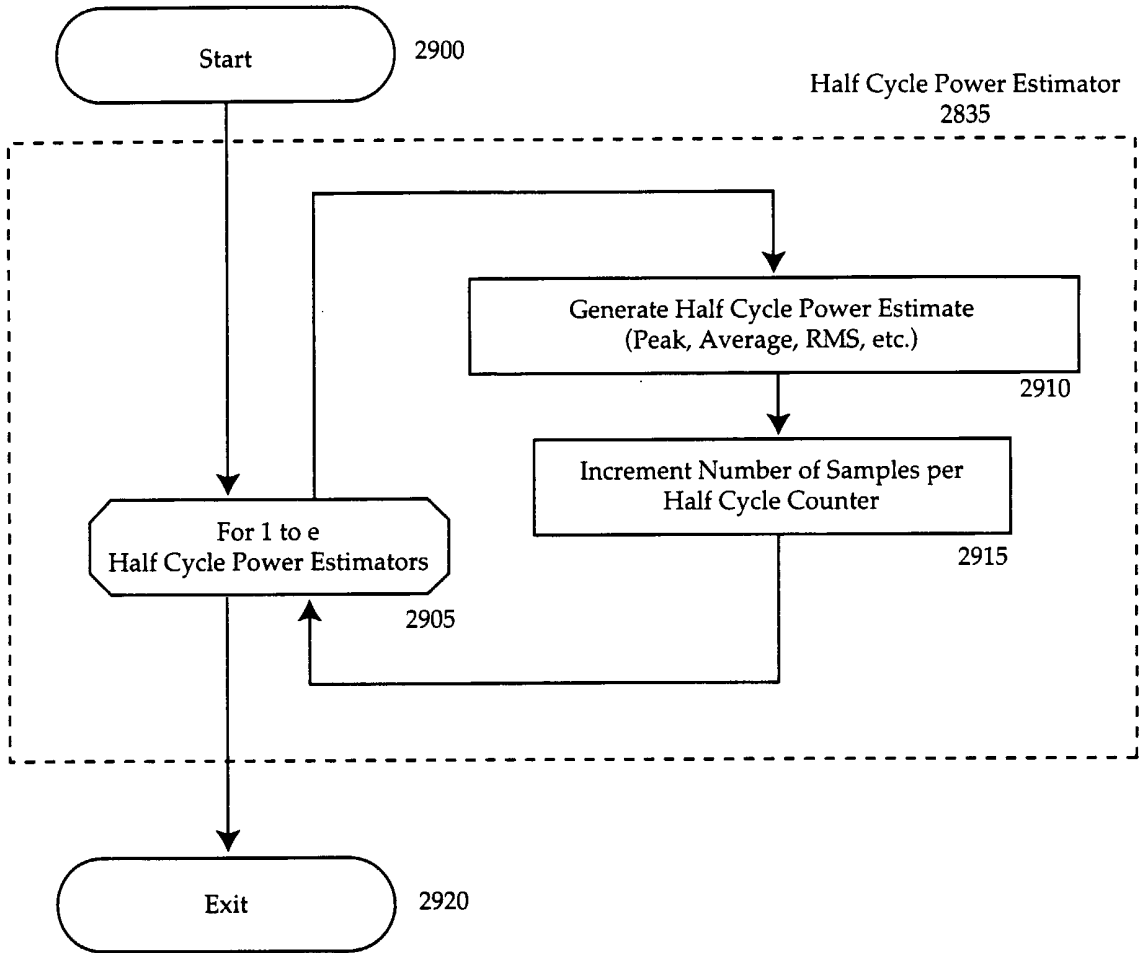 Start
2900
Half Cycle Power Estimator
2835
Generate Half Cycle Power Estimate
(Peak, Average, RMS, etc.)
2910
Increment Number of Samples per
Half Cycle Counter
2915
For 1 to e
Half Cycle Power Estimators
2905
Exit
2920